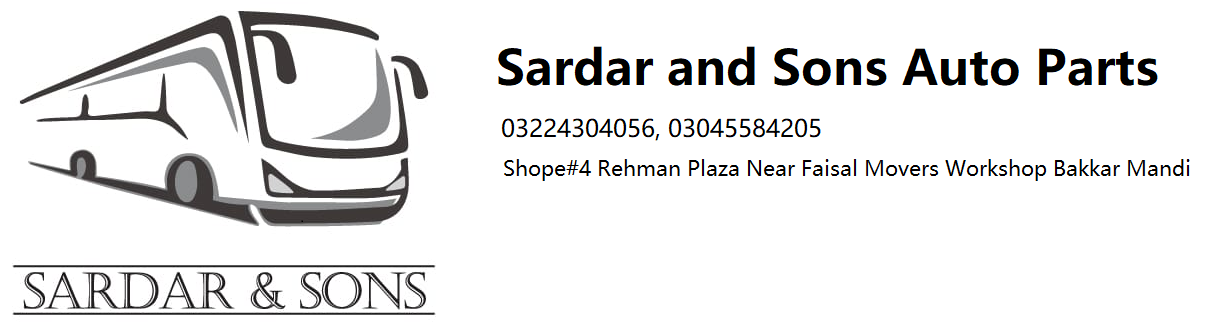 Sardar and Sons Auto Parts
03224304056, 03045584205
Shope#4 Rehman Plaza Near Faisal Movers Workshop Bakkar Mandi
SARDAR & SONS